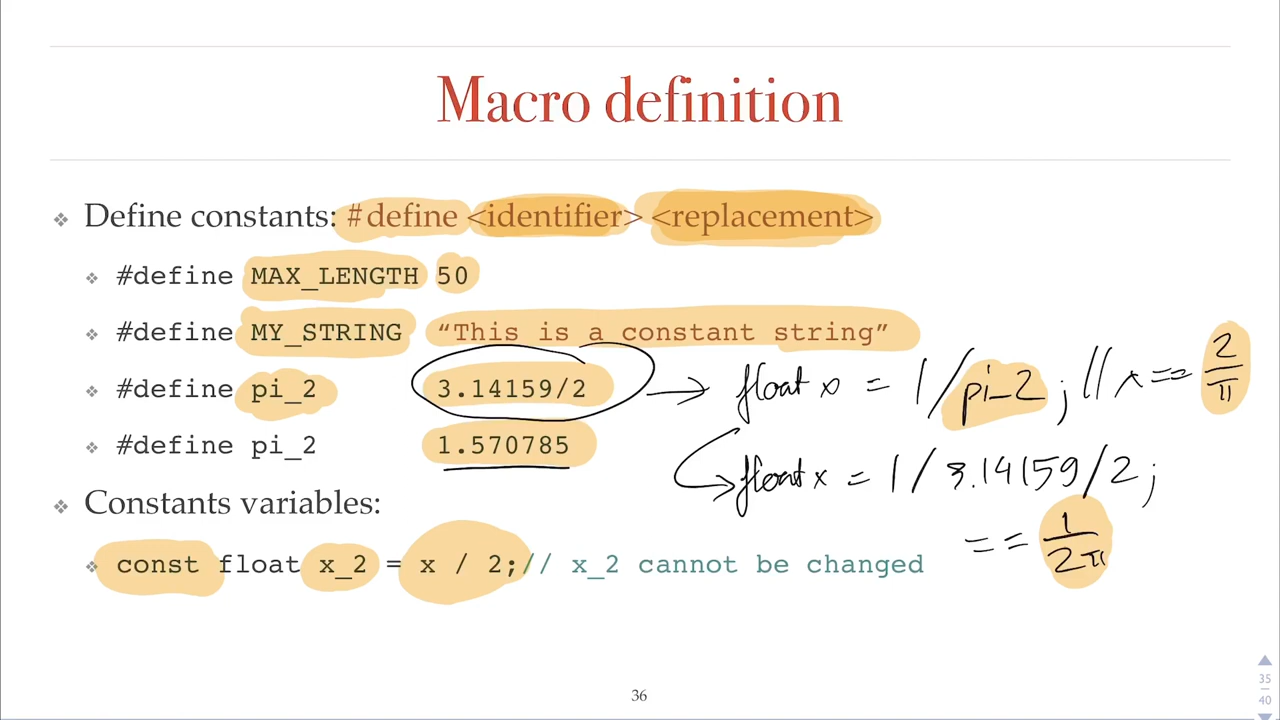 Macro definition
❖ Define constants: #define <identifier> <replacement>
❖ #define MAX_LENGTH 50
❖ #define MY_STRING “This is a constant string”
❖ #define pi_2 3.14159/2 → float x = 1/pi_2; // x == 2/π
❖ #define pi_2 1.570785
→ float x = 1/3.14159/2;
== 1/2π
❖ Constants variables:
❖ const float x_2 = x / 2;// x_2 cannot be changed
36
35
40